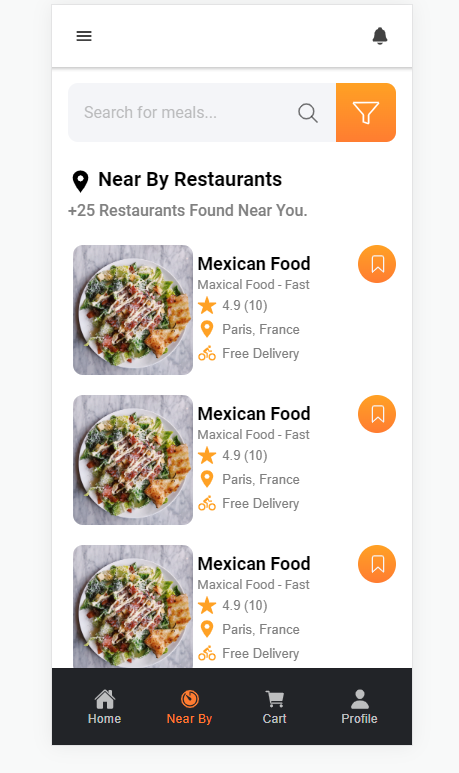 Search for meals...
Near By Restaurants
+25 Restaurants Found Near You.
Mexican Food
Maxical Food - Fast
4.9 (10)
Paris, France
Free Delivery
Mexican Food
Maxical Food - Fast
4.9 (10)
Paris, France
Free Delivery
Mexican Food
Maxical Food - Fast
4.9 (10)
Paris, France
Free Delivery
Home
Near By
Cart
Profile